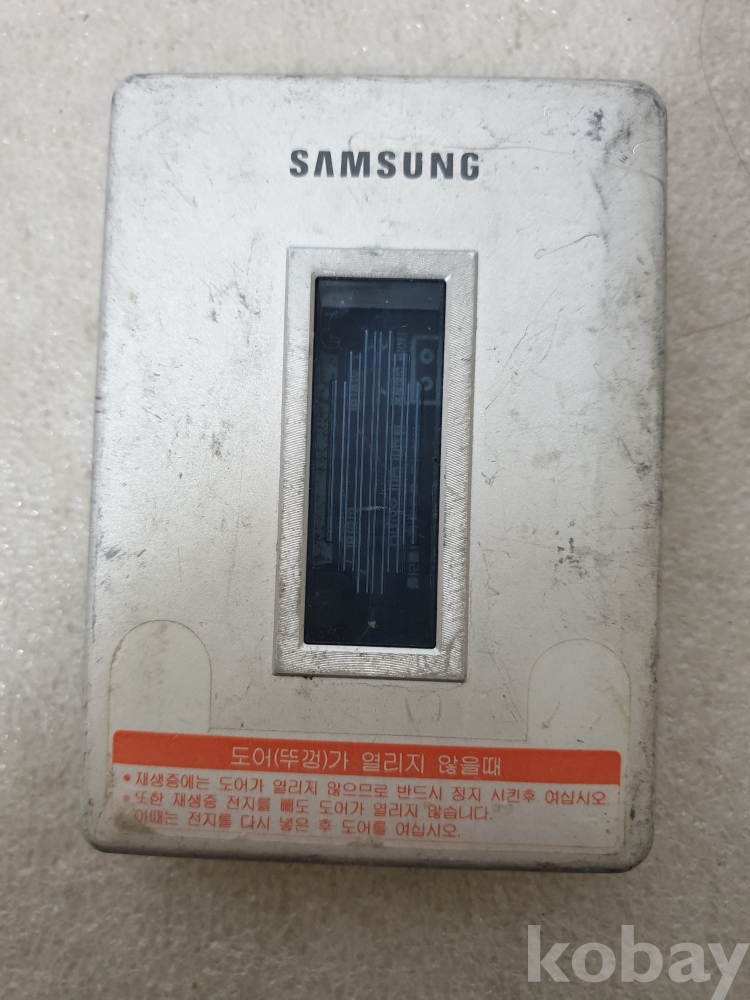 SAMSUNG
도어(뚜껑)가 열리지 않을때
• 재생중에는 도어가 열리지 않으므로 반드시 정지 시킨후 여십시오
• 또한 재생중 전지를 빼도 도어가 열리지 않습니다.
이때는 전지를 다시 넣은 후 도어를 여십시오.
kobay